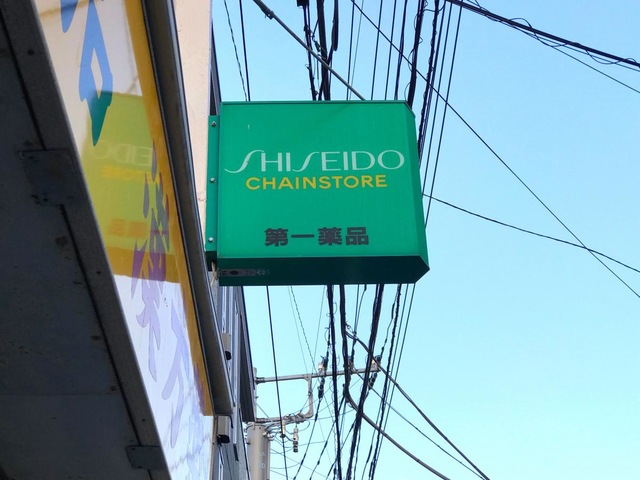 SHISEIDO
CHAINSTORE
第一薬品